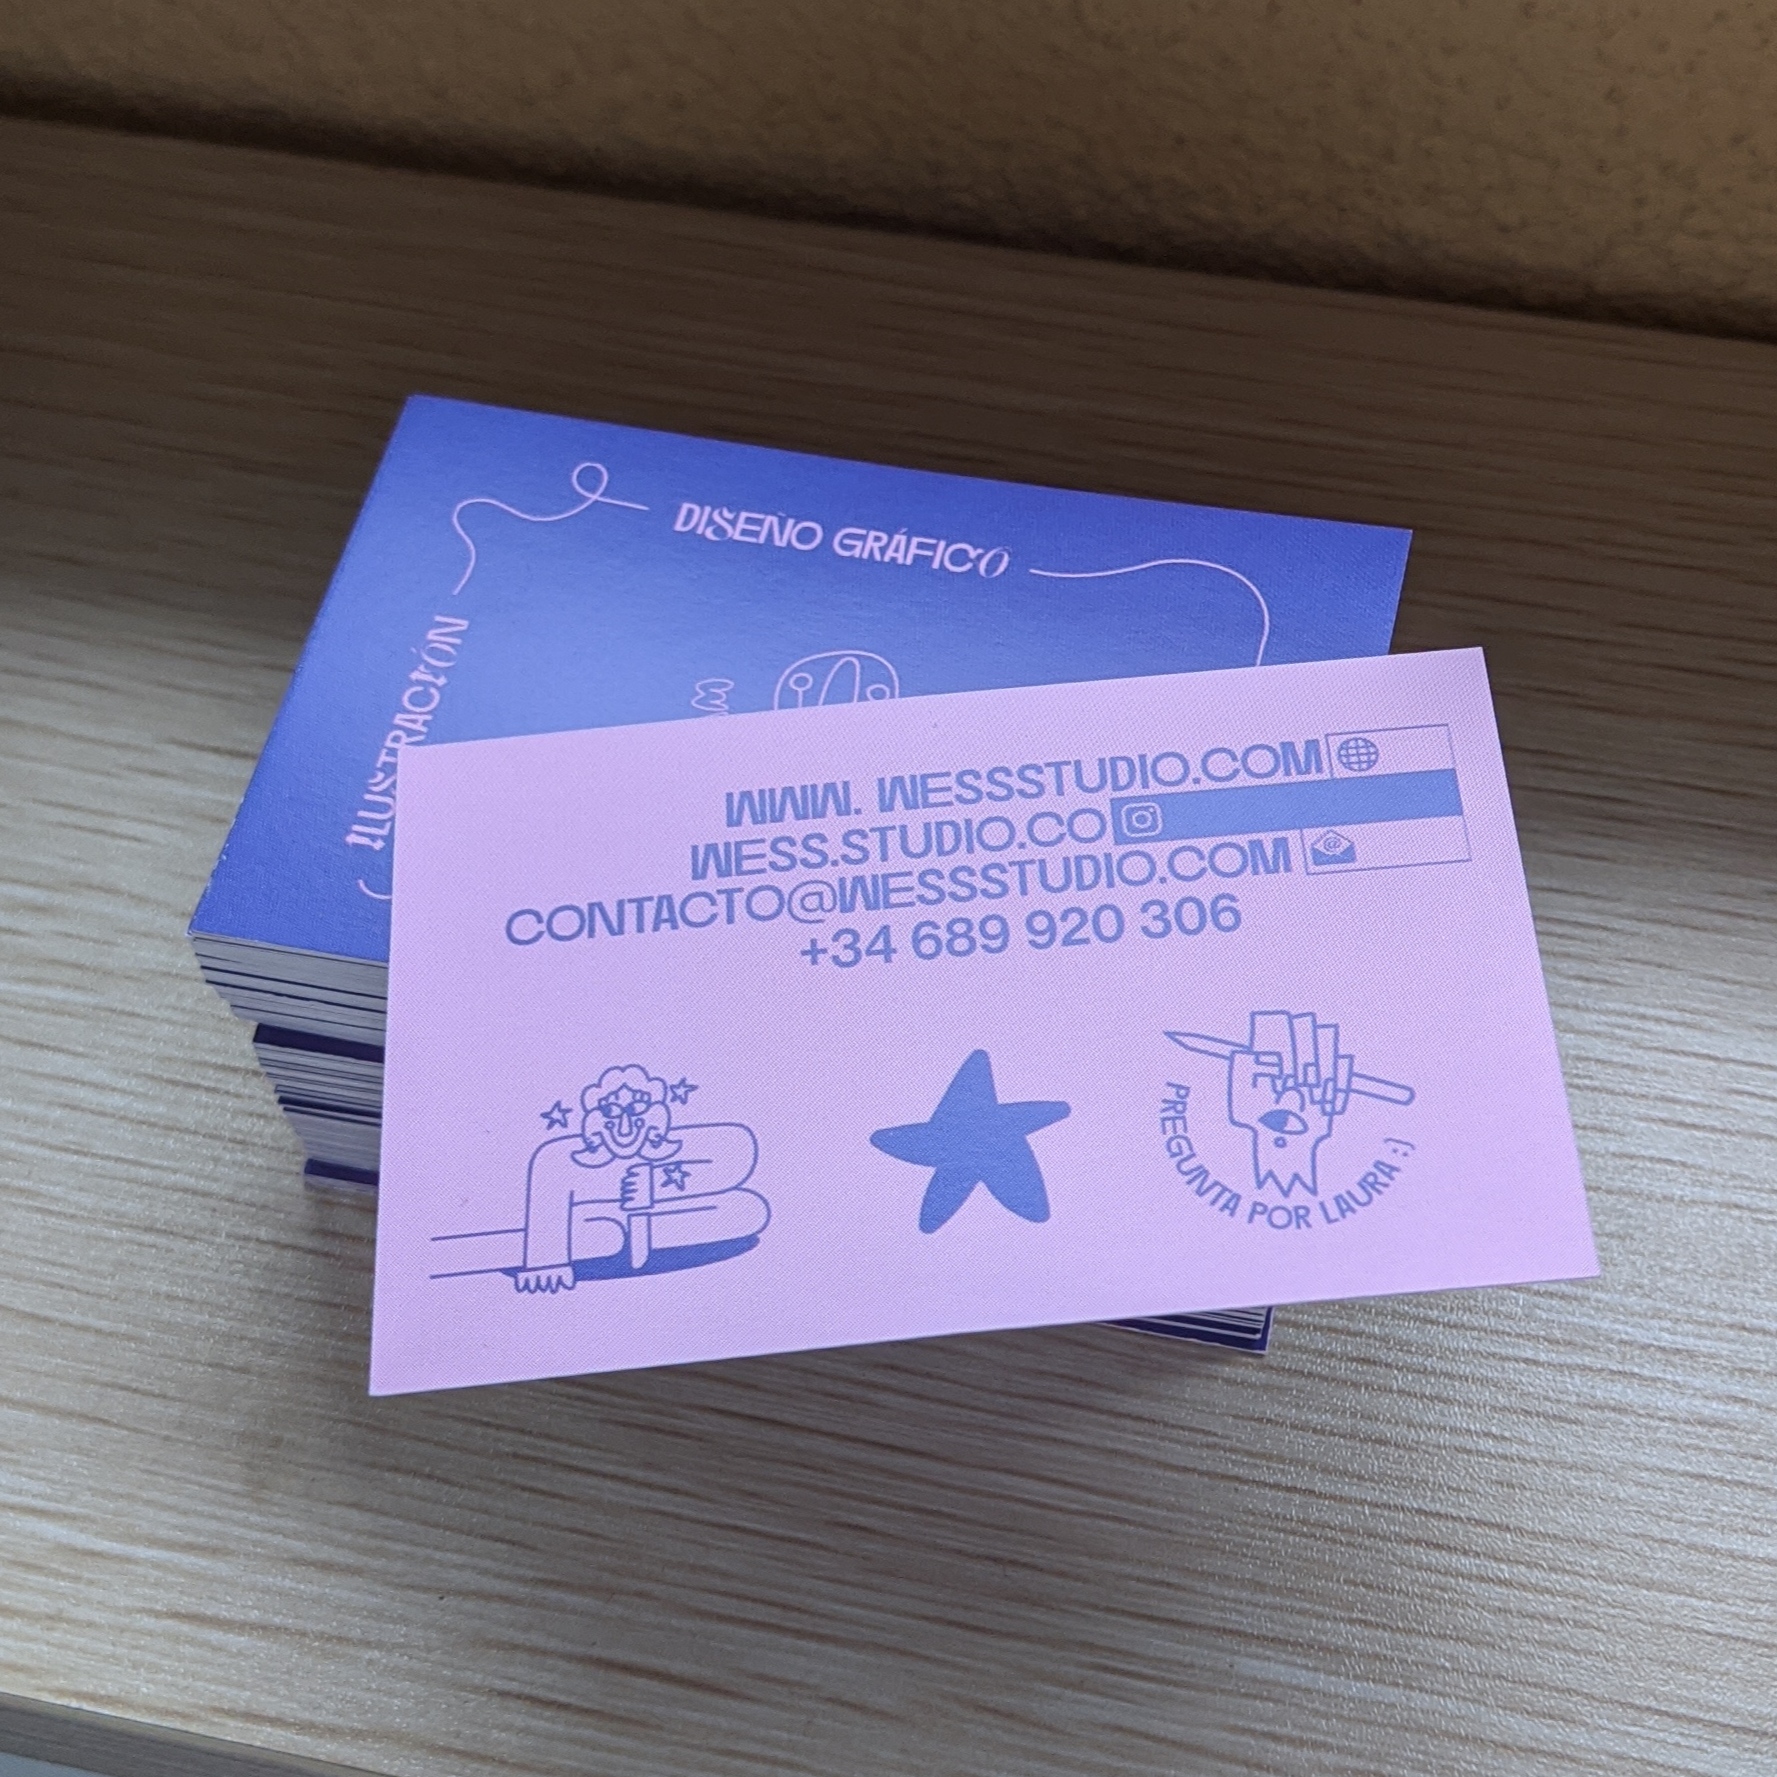 DISEÑO GRÁFICO
ILUSTRACIÓN
WWW. WESSSTUDIO.COM
WESS.STUDIO.CO
CONTACTO@WESSSTUDIO.COM
+34 689 920 306
PREGUNTA POR LAURA :)